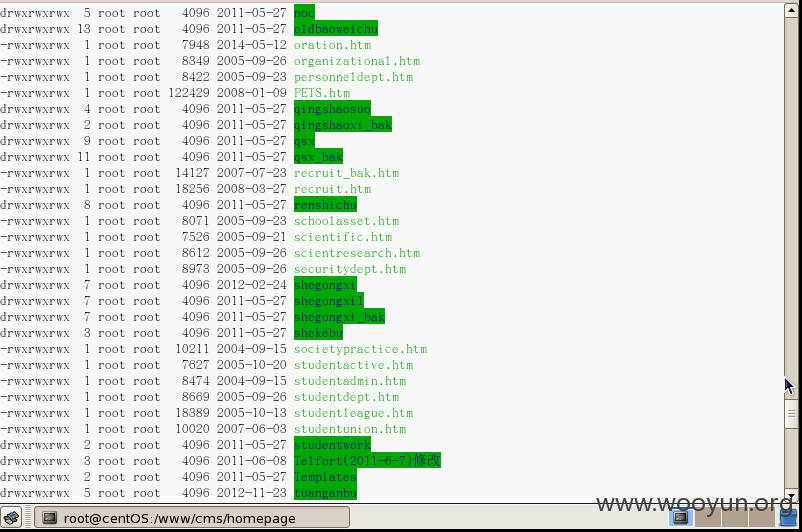 drwxrwxrwx 5 root root 4096 2011-05-27 noc
drwxrwxrwx 13 root root 4096 2011-05-27 oldbaoweichu
-rwxrwxrwx 1 root root 7948 2014-05-12 oration.htm
-rwxrwxrwx 1 root root 8349 2005-09-26 organizational.htm
-rwxrwxrwx 1 root root 8422 2005-09-23 personneldept.htm
-rwxrwxrwx 1 root root 122429 2008-01-09 PETS.htm
drwxrwxrwx 4 root root 4096 2011-05-27 qingshaosuo
drwxrwxrwx 2 root root 4096 2011-05-27 qingshaoxi_bak
drwxrwxrwx 9 root root 4096 2011-05-27 qsx
drwxrwxrwx 11 root root 4096 2011-05-27 qsx_bak
-rwxrwxrwx 1 root root 14127 2007-07-23 recruit_bak.htm
-rwxrwxrwx 1 root root 18256 2008-03-27 recruit.htm
drwxrwxrwx 8 root root 4096 2011-05-27 renshichu
-rwxrwxrwx 1 root root 8071 2005-09-23 schoolasset.htm
-rwxrwxrwx 1 root root 7526 2005-09-21 scientific.htm
-rwxrwxrwx 1 root root 8612 2005-09-26 scientresearch.htm
-rwxrwxrwx 1 root root 8973 2005-09-26 securitydept.htm
drwxrwxrwx 7 root root 4096 2012-02-24 shegongxi
drwxrwxrwx 7 root root 4096 2011-05-27 shegongxi1
drwxrwxrwx 7 root root 4096 2011-05-27 shegongxi_bak
drwxrwxrwx 3 root root 4096 2011-05-27 shekebu
-rwxrwxrwx 1 root root 10211 2004-09-15 societypractice.htm
-rwxrwxrwx 1 root root 7627 2005-10-20 studentactive.htm
-rwxrwxrwx 1 root root 8474 2004-09-15 studentadmin.htm
-rwxrwxrwx 1 root root 8669 2005-09-26 studentdept.htm
-rwxrwxrwx 1 root root 18389 2005-10-13 studentleague.htm
-rwxrwxrwx 1 root root 10020 2007-06-03 studentunion.htm
drwxrwxrwx 2 root root 4096 2011-05-27 studentwork
drwxrwxrwx 3 root root 4096 2011-06-08 Telfort(2011-6-7)修改
drwxrwxrwx 2 root root 4096 2011-05-27 Templates
drwxrwxrwx 5 root root 4096 2012-11-23 tuanganbu
www.wooyun.org
root@centOS:/www/cms/homepage